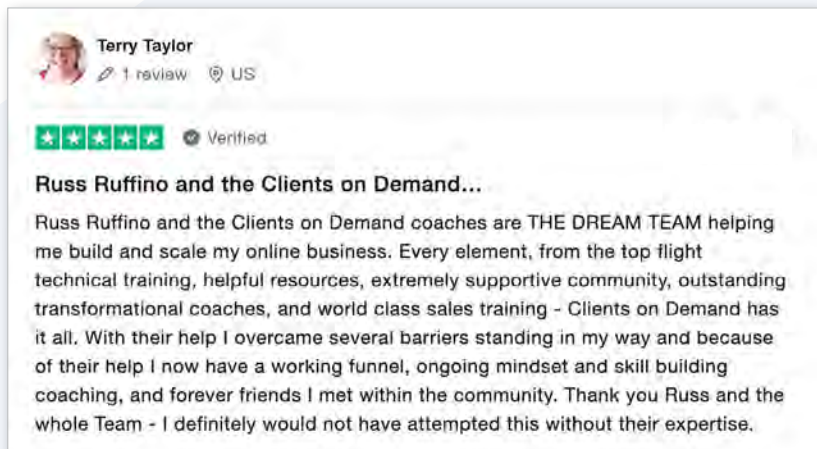 Terry Taylor
1 review US
Verified
Russ Ruffino and the Clients on Demand...
Russ Ruffino and the Clients on Demand coaches are THE DREAM TEAM helping
me build and scale my online business. Every element, from the top flight
technical training, helpful resources, extremely supportive community, outstanding
transformational coaches, and world class sales training - Clients on Demand has
it all. With their help I overcame several barriers standing in my way and because
of their help I now have a working funnel, ongoing mindset and skill building
coaching, and forever friends I met within the community. Thank you Russ and the
whole Team - I definitely would not have attempted this without their expertise.